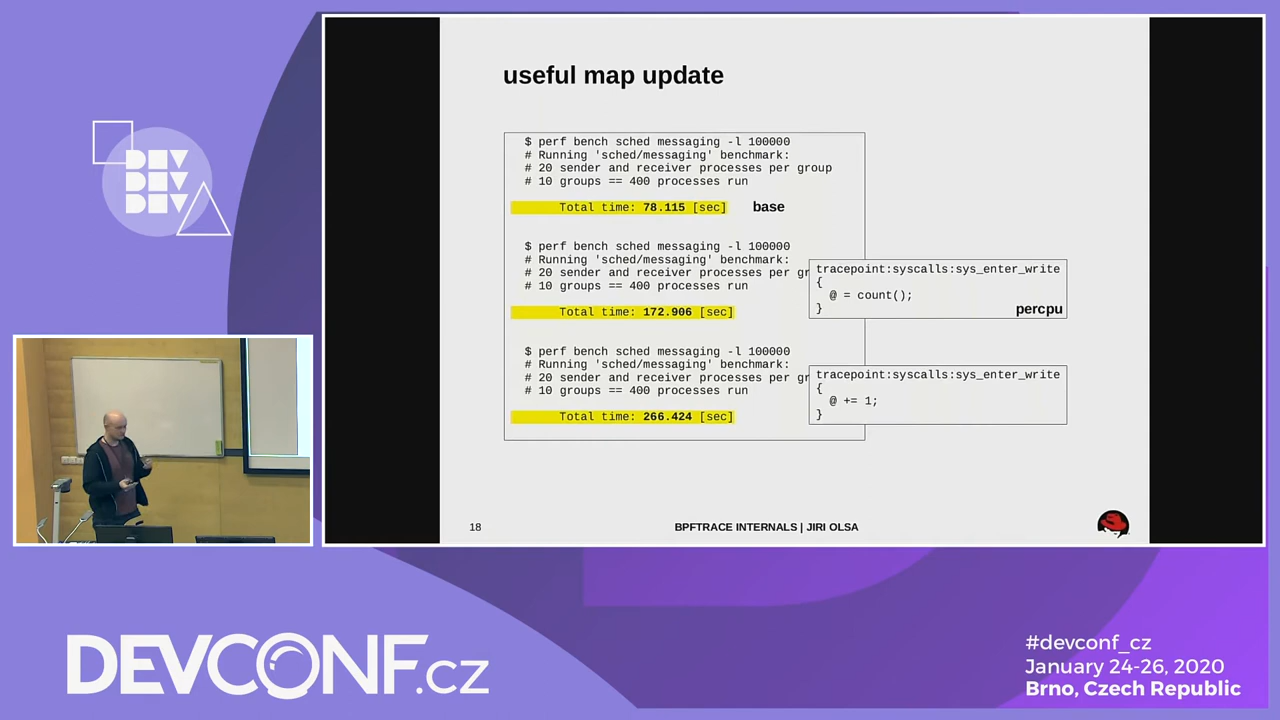 DEV
DEV
DEV
useful map update
$ perf bench sched messaging -l 100000
# Running 'sched/messaging' benchmark:
# 20 sender and receiver processes per group
# 10 groups == 400 processes run
Total time: 78.115 [sec] base
$ perf bench sched messaging -l 100000
# Running 'sched/messaging' benchmark:
# 20 sender and receiver processes per gr
# 10 groups == 400 processes run
Total time: 172.906 [sec]
tracepoint:syscalls:sys_enter_write
{
@ = count();
}
percpu
$ perf bench sched messaging -l 100000
# Running 'sched/messaging' benchmark:
# 20 sender and receiver processes per gr
# 10 groups == 400 processes run
Total time: 266.424 [sec]
tracepoint:syscalls:sys_enter_write
{
@ += 1;
}
18
BPFTRACE INTERNALS | JIRI OLSA
DEVCONF.cz
#devconf_cz
January 24-26, 2020
Brno, Czech Republic